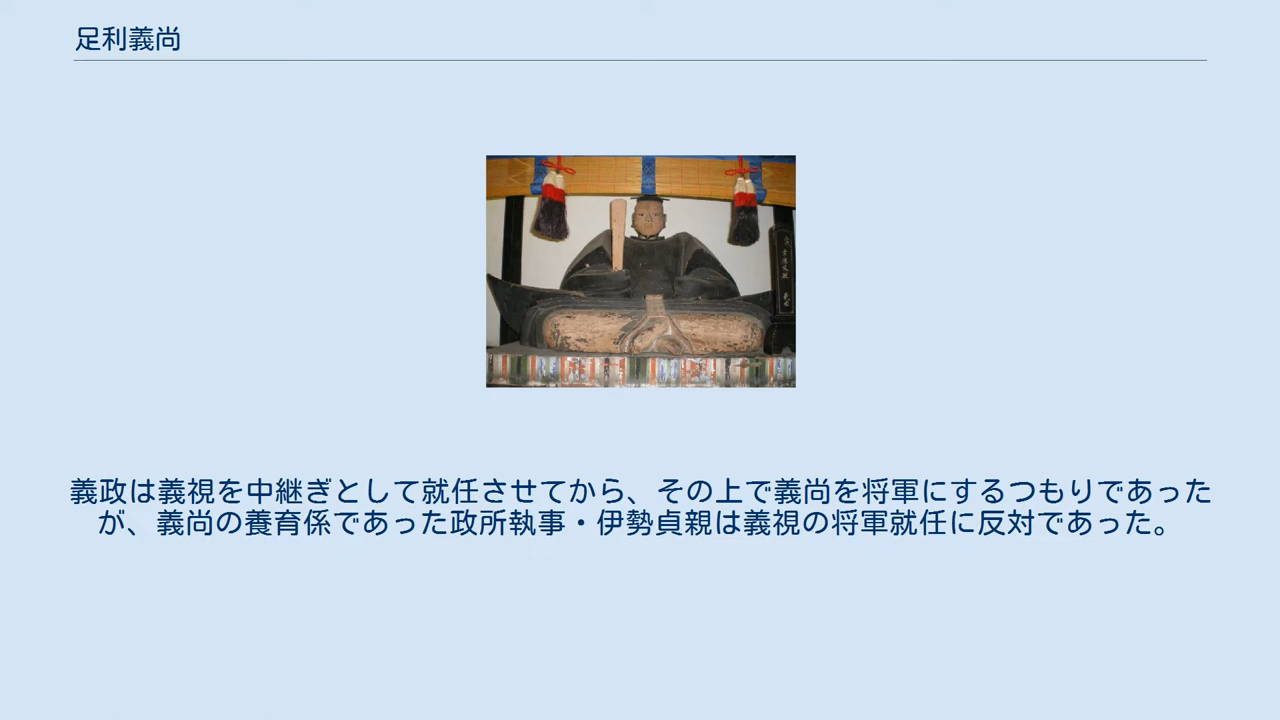 足利義尚
義政は義視を中継ぎとして就任させてから、その上で義尚を将軍にするつもりであった
が、義尚の養育係であった政所執事・伊勢貞親は義視の将軍就任に反対であった。